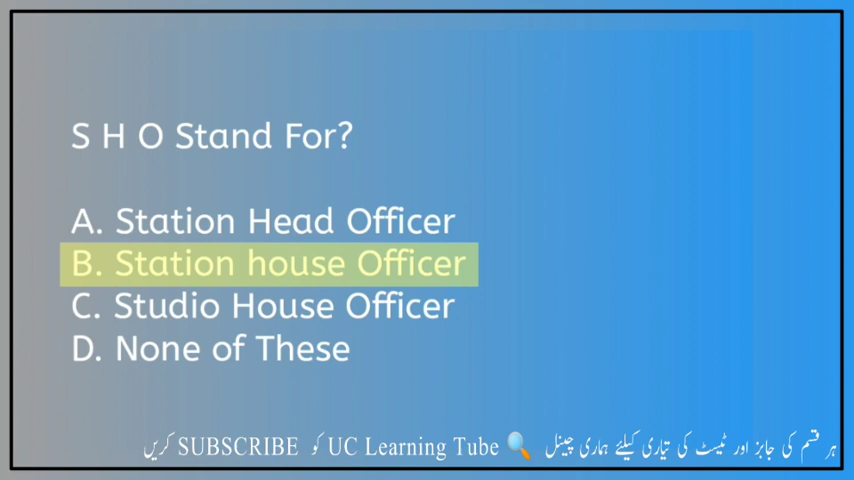 S H O Stand For?
A. Station Head Officer
B. Station house Officer
C. Studio House Officer
D. None of These
ہر قسم کی جابز اور ٹیسٹ کی تیاری کیلئے ہماری چینل UC Learning Tube کو SUBSCRIBE کریں